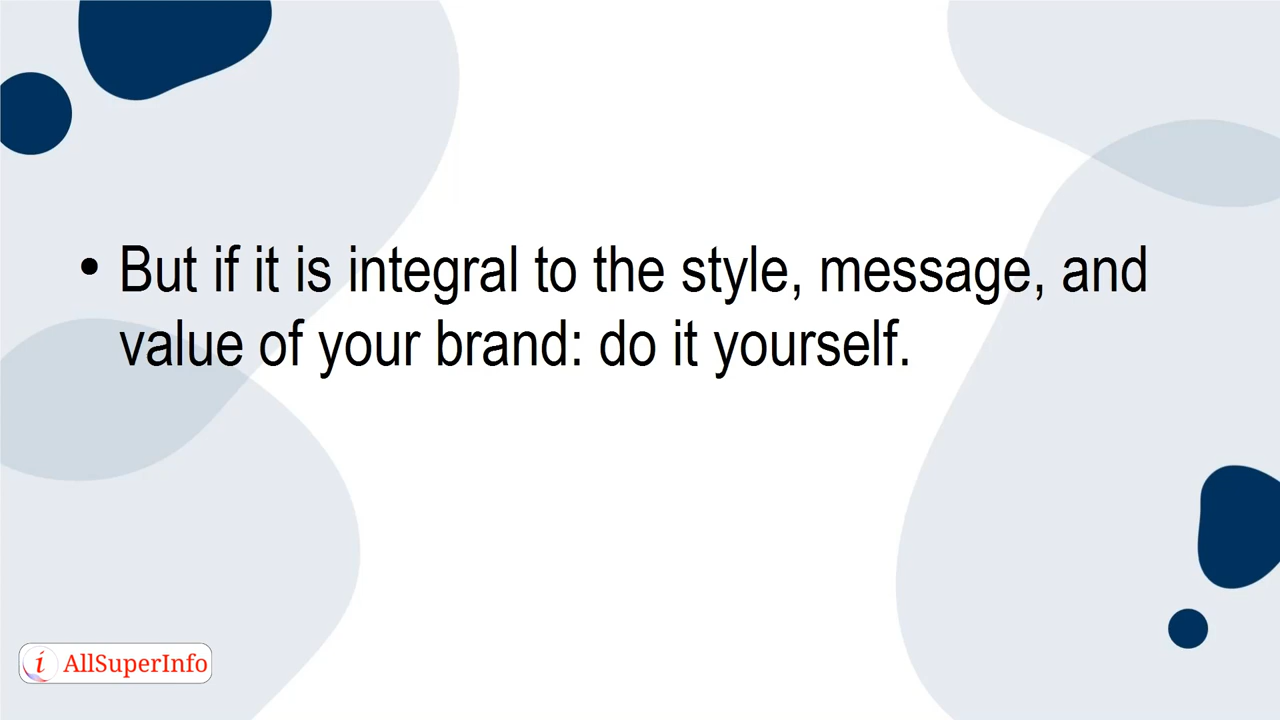 • But if it is integral to the style, message, and
value of your brand: do it yourself.
i AllSuperInfo